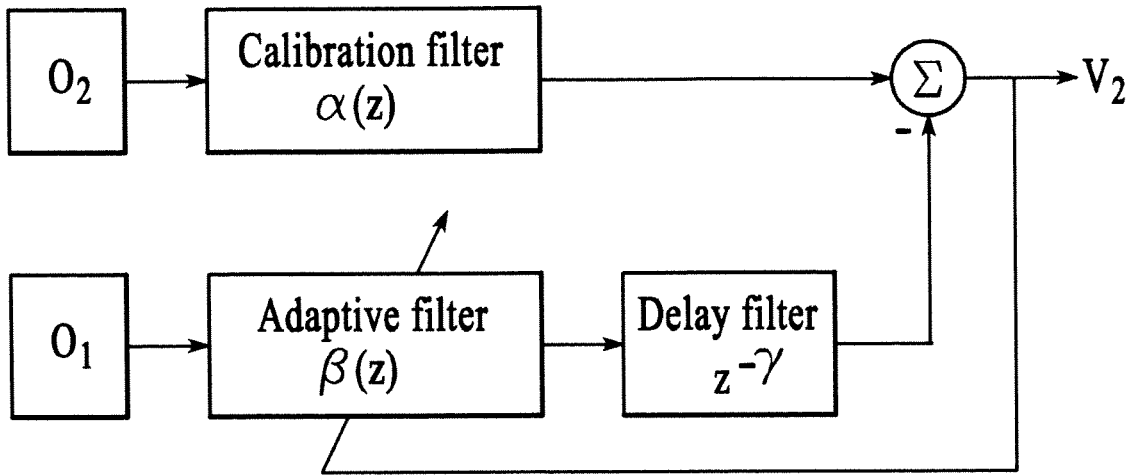 O₂
Calibration filter
α(z)
Σ
-
V₂
O₁
Adaptive filter
β(z)
Delay filter
z⁻ᵞ